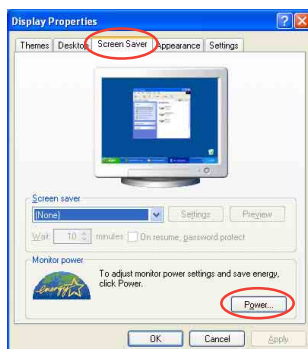 Display Properties
Themes Desktop Screen Saver Appearance Settings
Screen saver
(None) Settings Preview
Wait: 10 minutes On resume, password protect
Monitor power
To adjust monitor power settings and save energy,
click Power.
energy
Power...
OK Cancel Apply